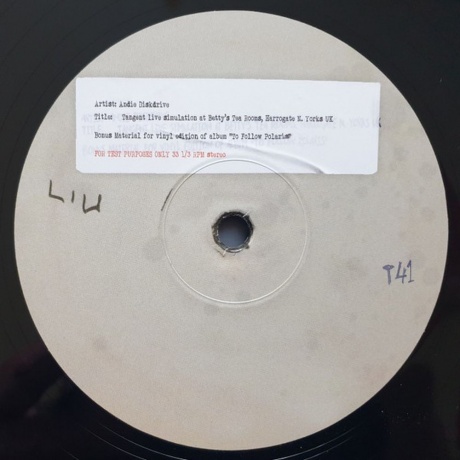 Artist: Andie Diskdrive
Title: Tangent live simulation at Betty's Tea Rooms, Harrogate N. Yorks UK
Bonus Material for vinyl edition of album "To Follow Polaris"
FOR TEST PURPOSES ONLY 33 1/3 RPM stereo
T41